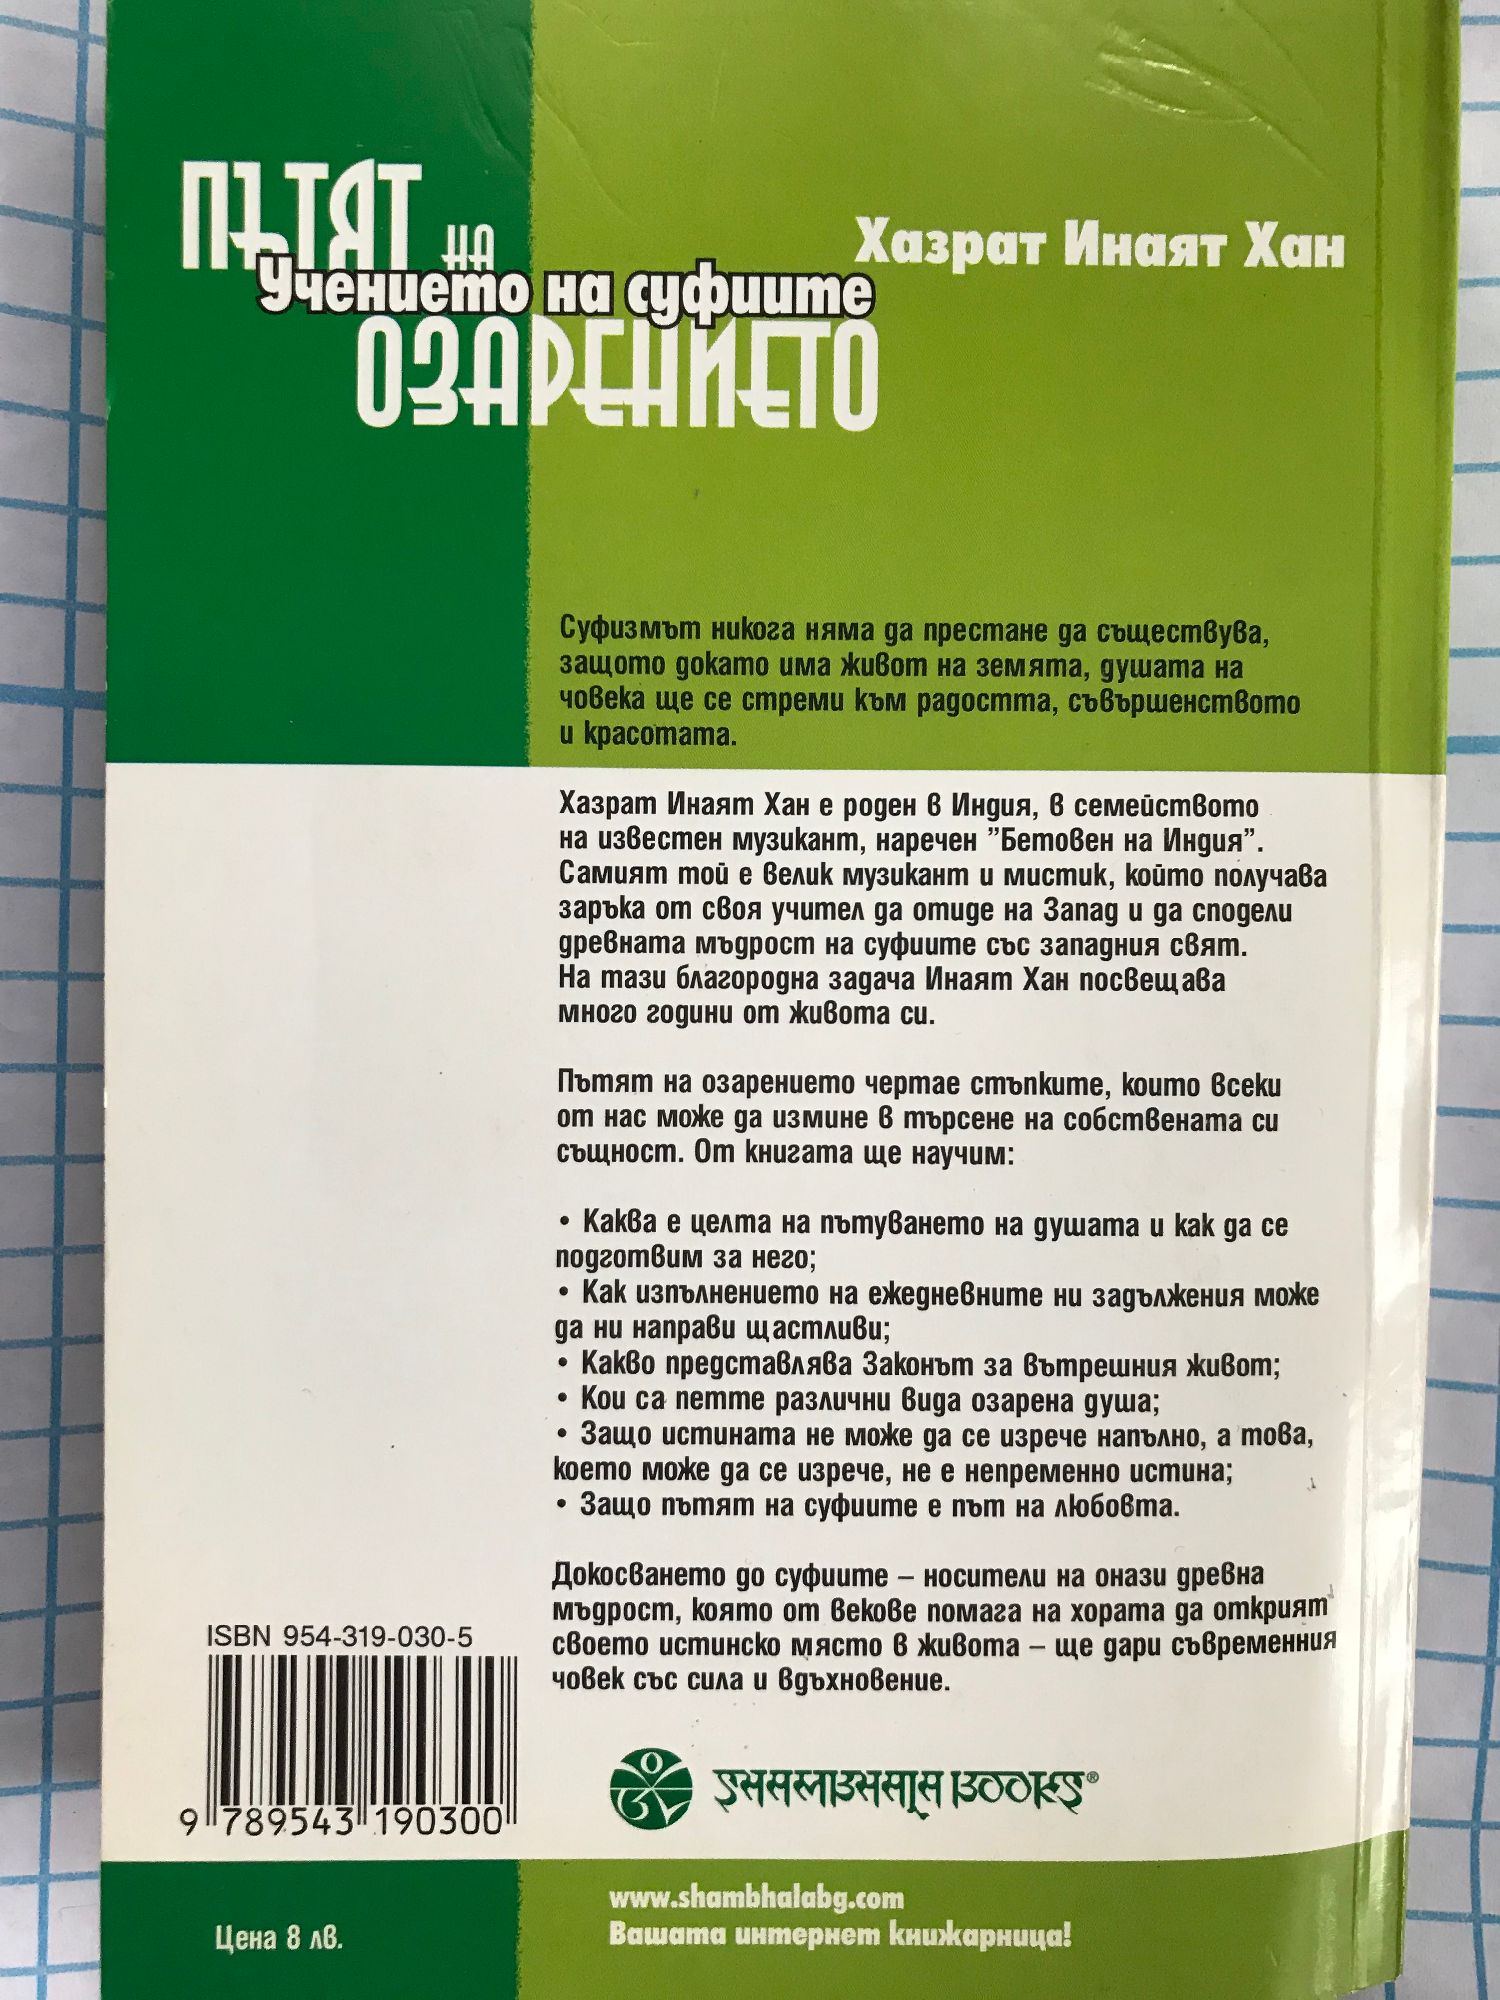 ПЪТЯТ НА
Учението на суфиите
ОЗАРЕНИЕТО
Хазрат Инаят Хан
Суфизмът никога няма да престане да съществува,
защото докато има живот на земята, душата на
човека ще се стреми към радостта, съвършенството
и красотата.
Хазрат Инаят Хан е роден в Индия, в семейството
на известен музикант, наречен "Бетовен на Индия".
Самият той е велик музикант и мистик, който получава
заръка от своя учител да отиде на Запад и да сподели
древната мъдрост на суфиите със западния свят.
На тази благородна задача Инаят Хан посвещава
много години от живота си.
Пътят на озарението чертае стъпките, които всеки
от нас може да измине в търсене на собствената си
същност. От книгата ще научим:
• Каква е целта на пътуването на душата и как да се
подготвим за него;
• Как изпълнението на ежедневните ни задължения може
да ни направи щастливи;
• Какво представлява Законът за вътрешния живот;
• Кои са петте различни вида озарена душа;
• Защо истината не може да се изрече напълно, а това,
което може да се изрече, не е непременно истина;
• Защо пътят на суфиите е път на любовта.
Докосването до суфиите – носители на онази древна
мъдрост, която от векове помага на хората да открият
своето истинско място в живота – ще дари съвременния
човек със сила и вдъхновение.
ISBN 954-319-030-5
9 789543 190300
SHAMBHALA BOOKS®
www.shambhalabg.com
Вашата интернет книжарница!
Цена 8 лв.